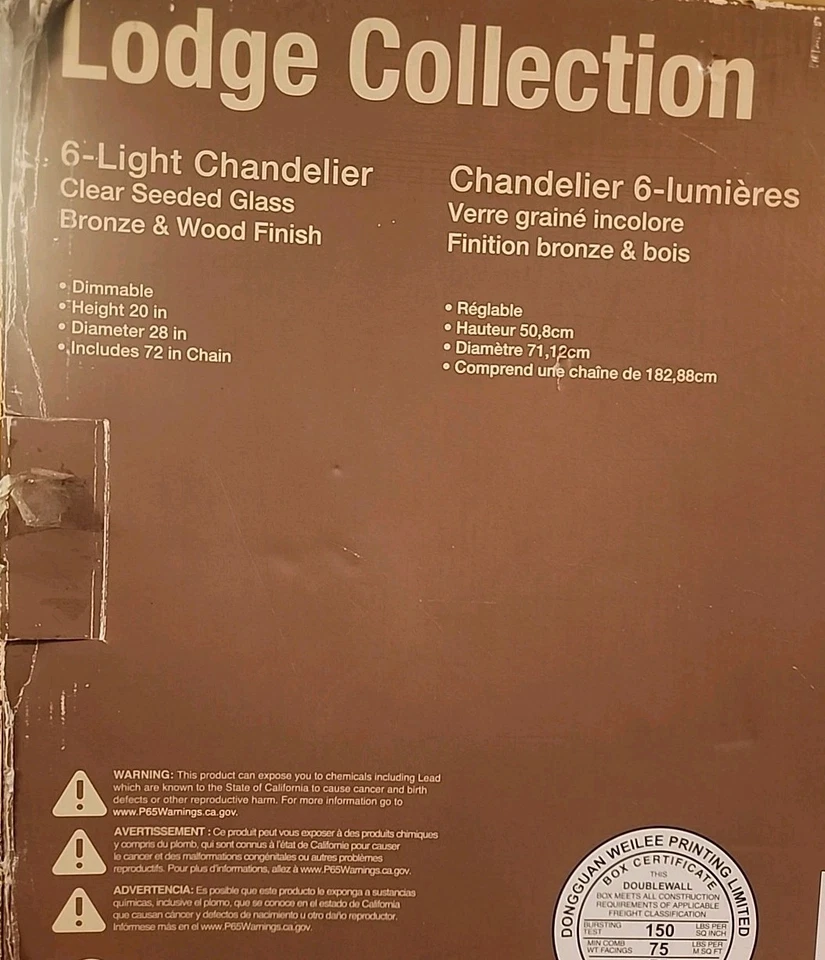 Lodge Collection
6-Light Chandelier
Clear Seeded Glass
Bronze & Wood Finish
• Dimmable
• Height 20 in
• Diameter 28 in
• Includes 72 in Chain
Chandelier 6-lumières
Verre grainé incolore
Finition bronze & bois
• Réglable
• Hauteur 50,8cm
• Diamètre 71,12cm
• Comprend une chaîne de 182,88cm
WARNING: This product can expose you to chemicals including Lead
which are known to the State of California to cause cancer and birth
defects or other reproductive harm. For more information go to
www.P65Warnings.ca.gov.
AVERTISSEMENT : Ce produit peut vous exposer à des produits chimiques
y compris du plomb, qui sont connus à l'état de Californie pour causer
le cancer et des malformations congénitales ou autres problèmes
reproductifs. Pour plus d'informations, allez à www.P65Warnings.ca.gov.
ADVERTENCIA: Es posible que este producto le exponga a sustancias
químicas, inclusive el plomo, que se conoce en el estado de California
que causan cáncer y defectos de nacimiento u otro daño reproductor.
Infórmese más en el www.P65Warnings.ca.gov.
DONGGUAN WEILEE PRINTING LIMITED
BOX CERTIFICATE
THIS
DOUBLEWALL
BOX MEETS ALL CONSTRUCTION
REQUIREMENTS OF APPLICABLE
FREIGHT CLASSIFICATION
BURSTING TEST 150 LBS PER SQ INCH
MIN COMB WT FACINGS 75 LBS PER M SQ FT